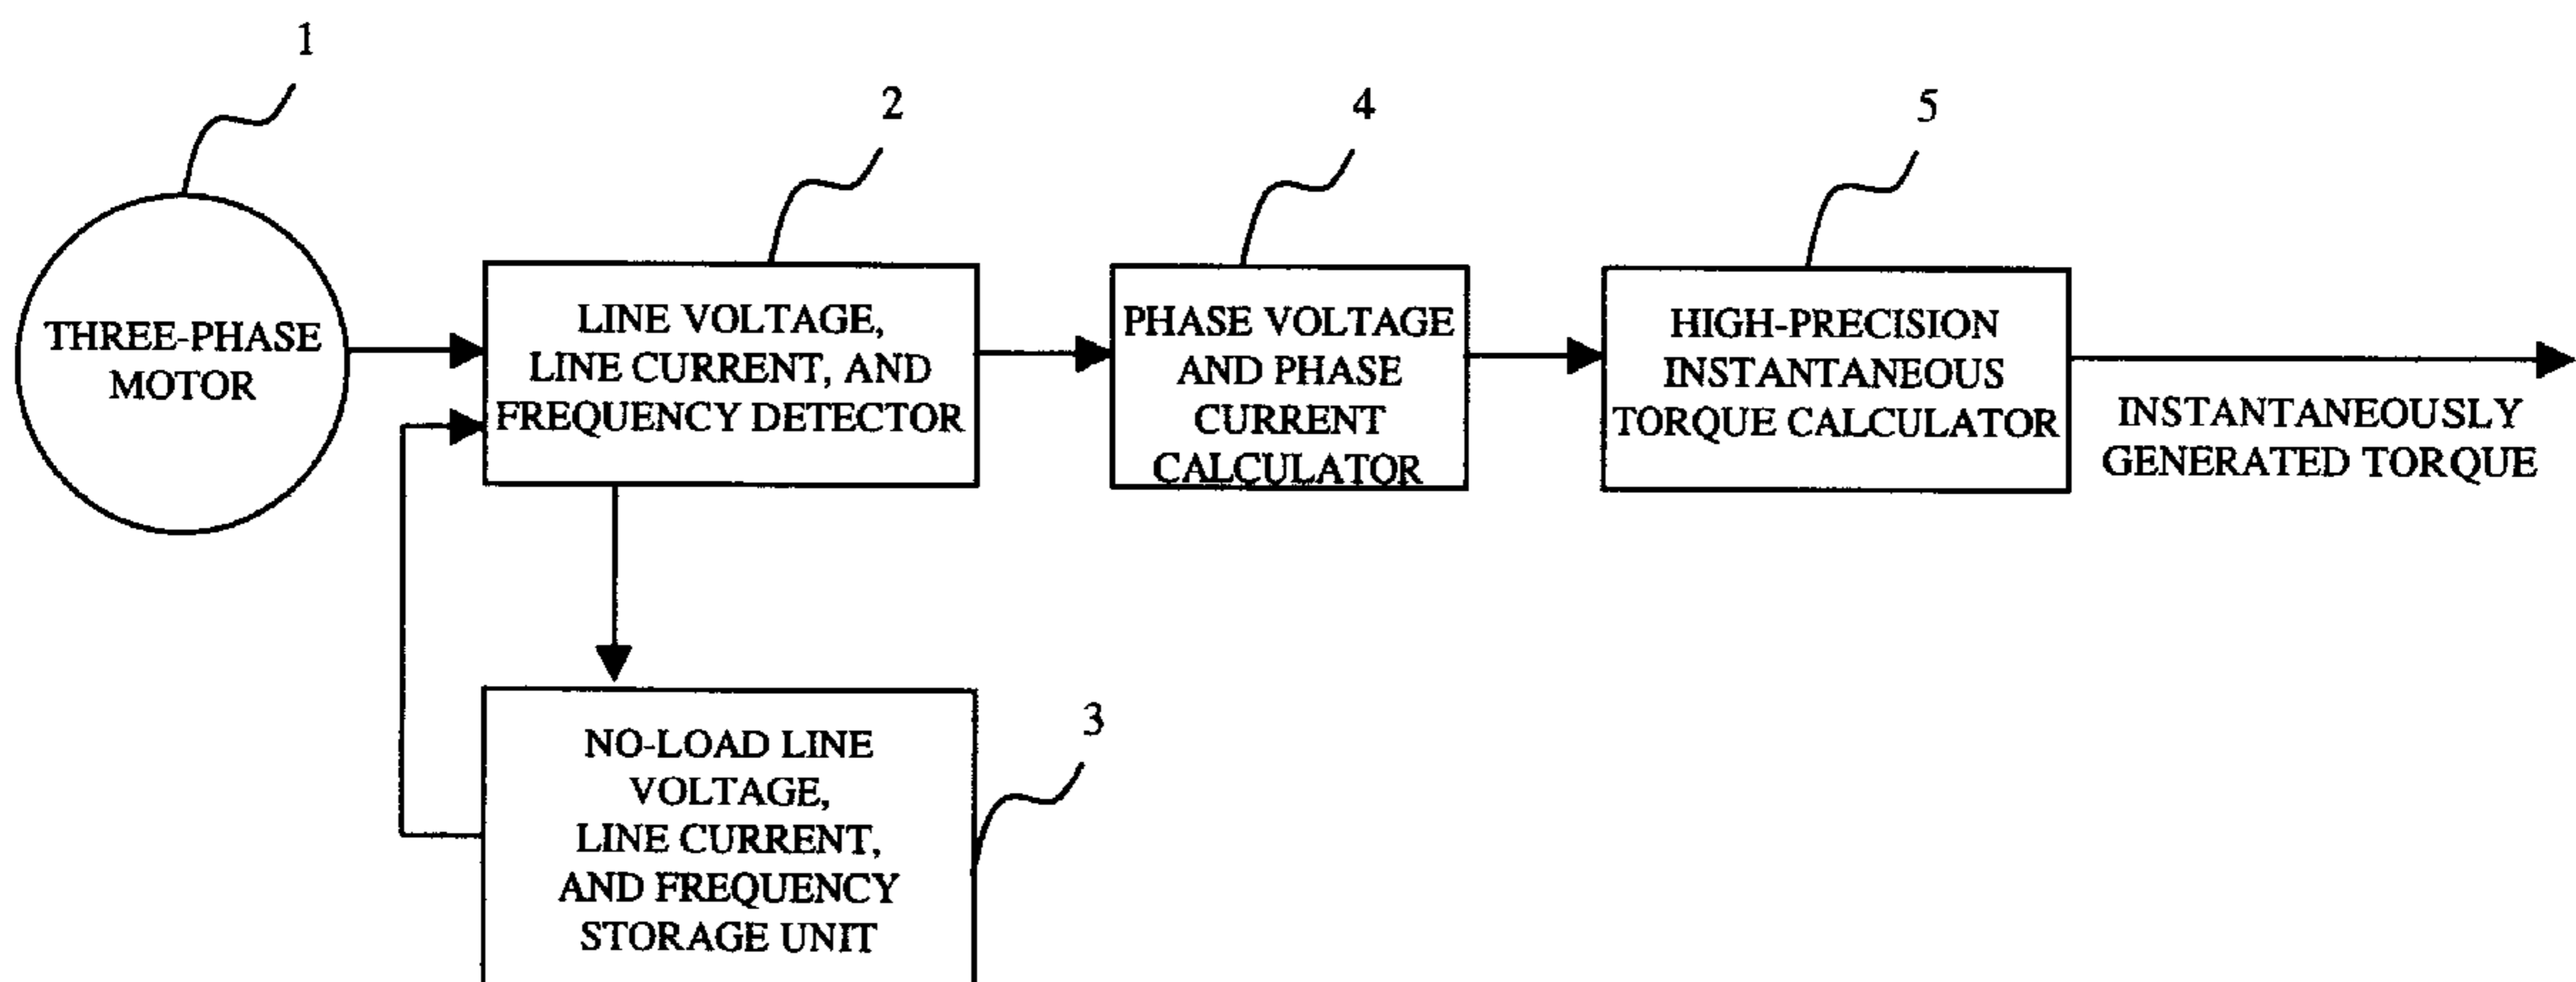 1
2
4
5
THREE-PHASE
MOTOR
LINE VOLTAGE,
LINE CURRENT, AND
FREQUENCY DETECTOR
PHASE VOLTAGE
AND PHASE
CURRENT
CALCULATOR
HIGH-PRECISION
INSTANTANEOUS
TORQUE CALCULATOR
INSTANTANEOUSLY
GENERATED TORQUE
3
NO-LOAD LINE
VOLTAGE,
LINE CURRENT,
AND FREQUENCY
STORAGE UNIT